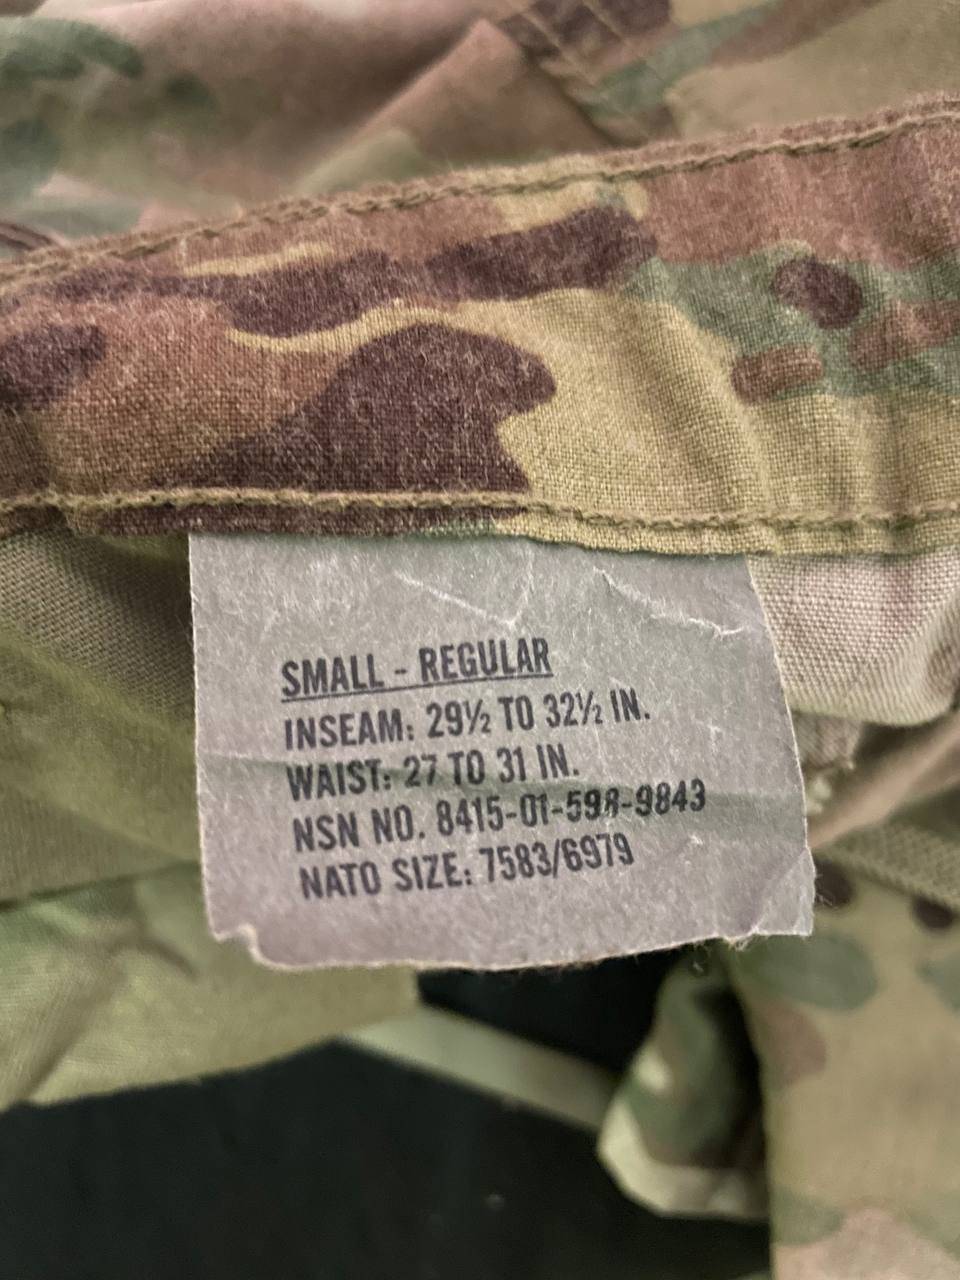 SMALL - REGULAR
INSEAM: 29½ TO 32½ IN.
WAIST: 27 TO 31 IN.
NSN NO. 8415-01-598-9843
NATO SIZE: 7583/6979